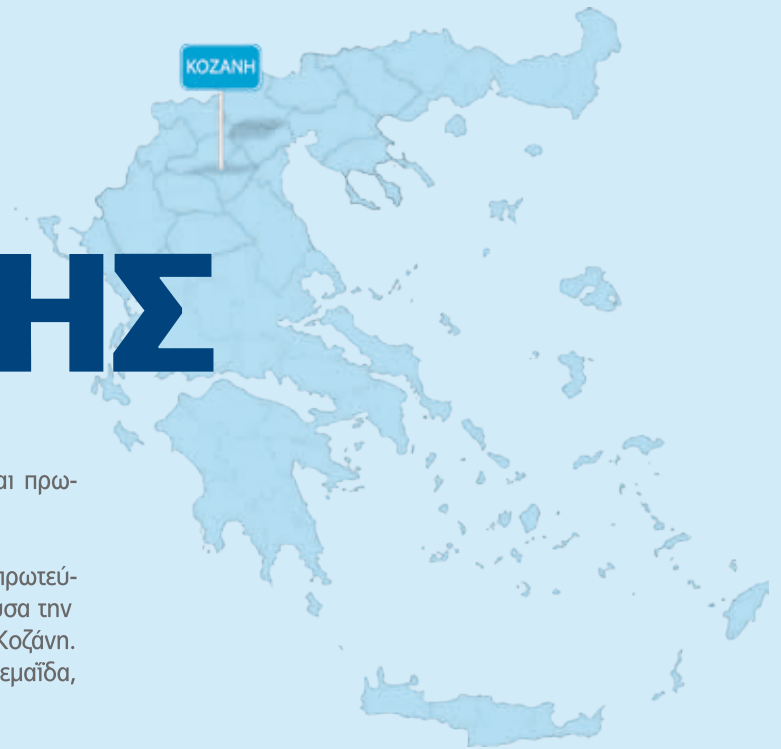 ΚΟΖΑΝΗ
ΗΣ
αι πρω-
πρωτεύ-
υσα την
Κοζάνη.
εμαΐδα,